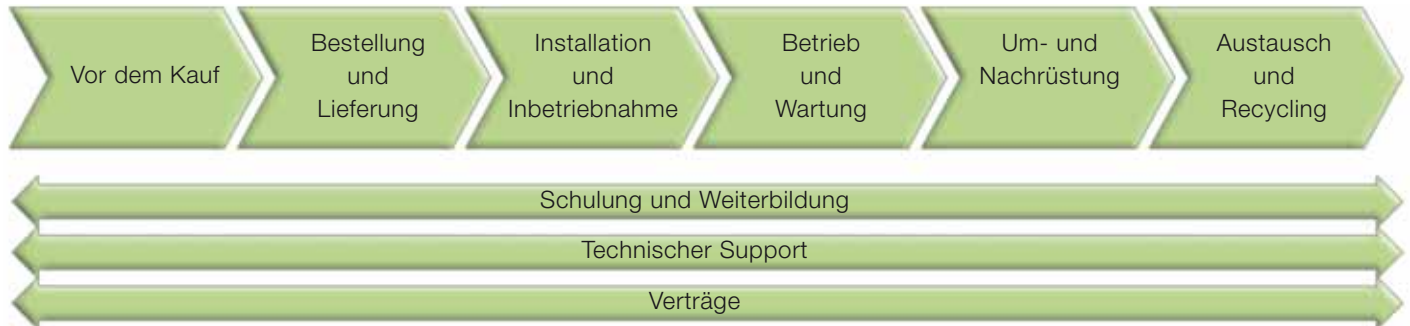 Vor dem Kauf
Bestellung
und
Lieferung
Installation
und
Inbetriebnahme
Betrieb
und
Wartung
Um- und
Nachrüstung
Austausch
und
Recycling
Schulung und Weiterbildung
Technischer Support
Verträge